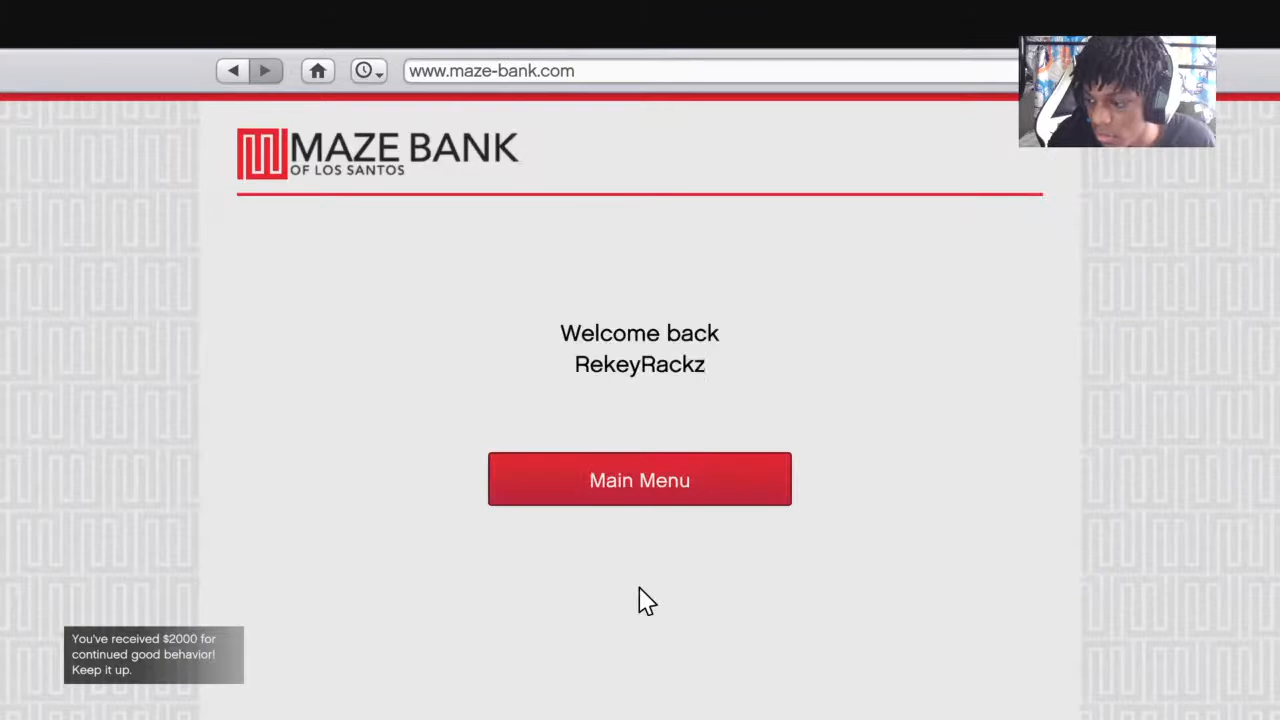 www.maze-bank.com
MAZE BANK
OF LOS SANTOS
Welcome back
RekeyRackz
Main Menu
You've received $2000 for
continued good behavior!
Keep it up.